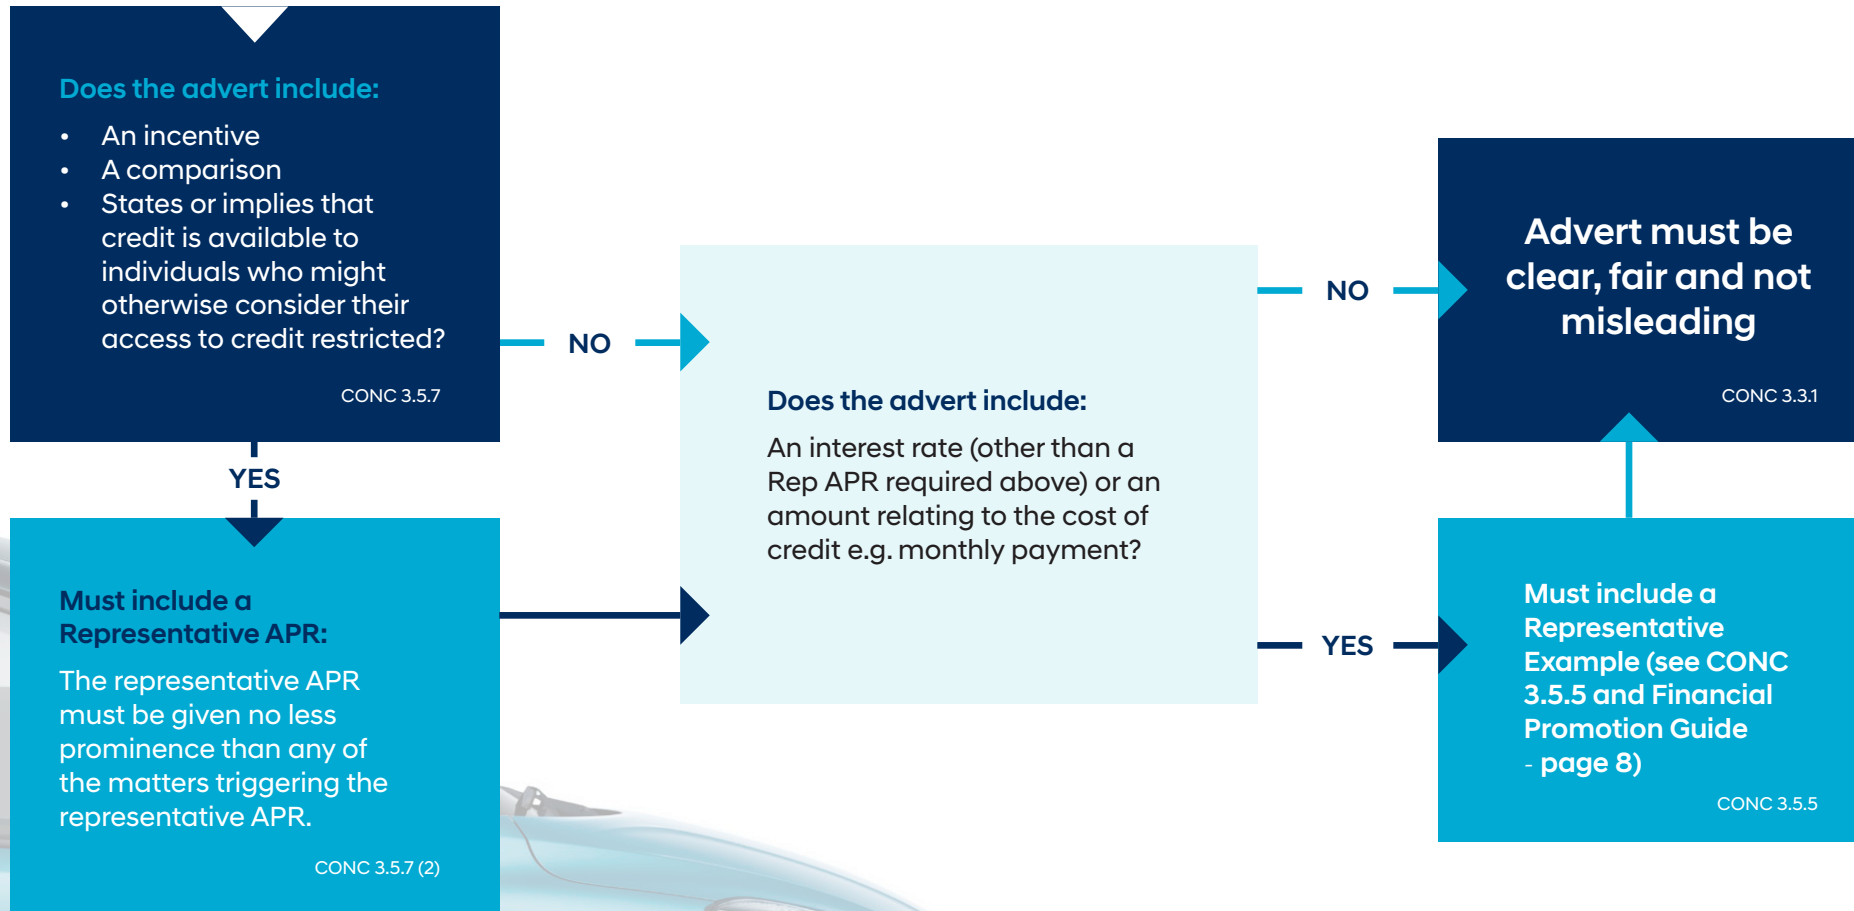 Does the advert include:
• An incentive
• A comparison
• States or implies that
credit is available to
individuals who might
otherwise consider their
access to credit restricted?
CONC 3.5.7
NO
YES
Must include a
Representative APR:
The representative APR
must be given no less
prominence than any of
the matters triggering the
representative APR.
CONC 3.5.7 (2)
Does the advert include:
An interest rate (other than a
Rep APR required above) or an
amount relating to the cost of
credit e.g. monthly payment?
NO
YES
Advert must be
clear, fair and not
misleading
CONC 3.3.1
Must include a
Representative
Example (see CONC
3.5.5 and Financial
Promotion Guide
- page 8)
CONC 3.5.5